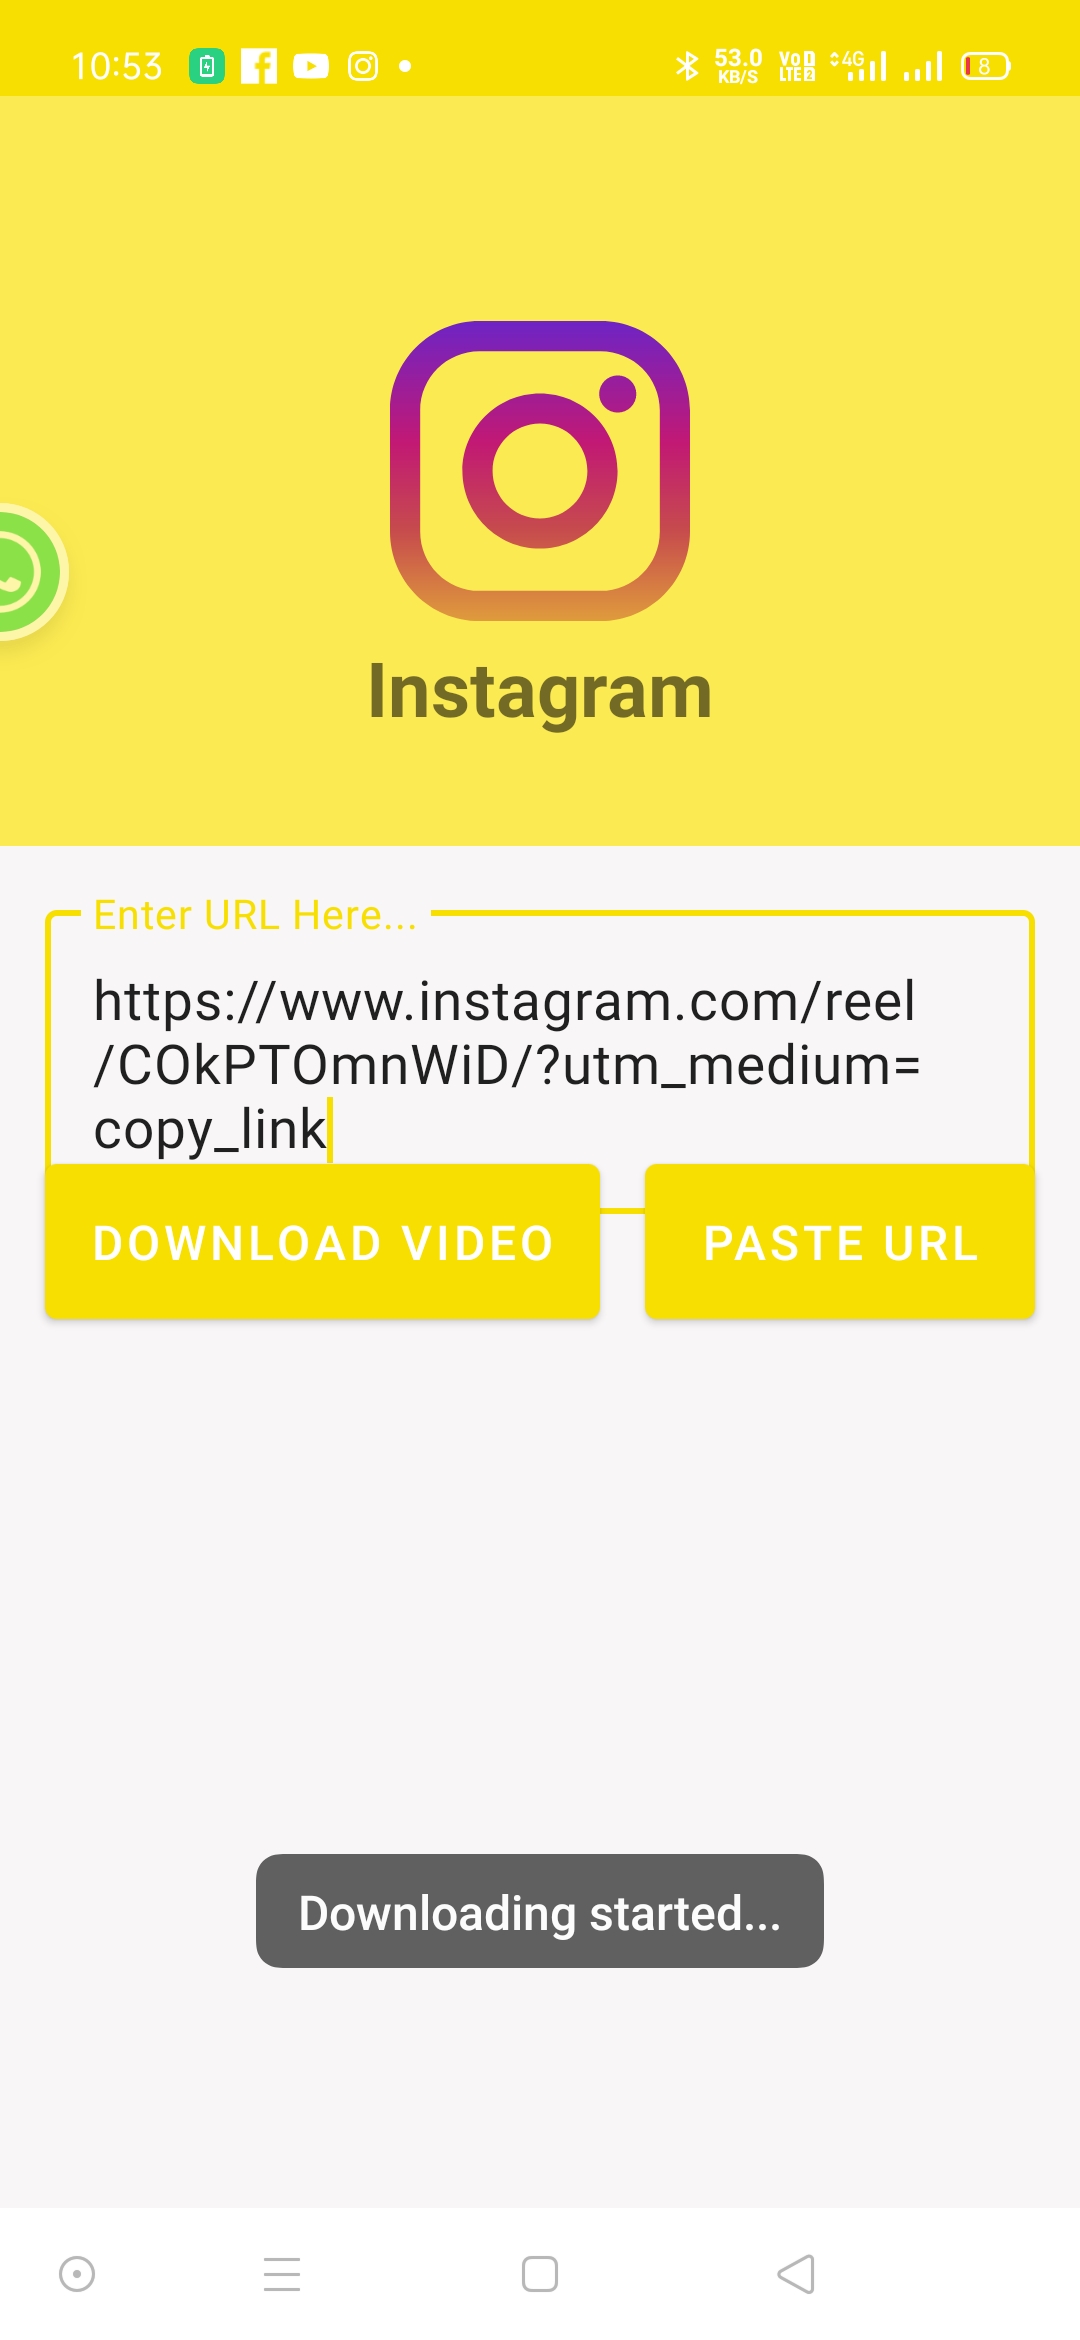 10:53 53.0 KB/S Vo 1 LTE 2 4G 8
Instagram
Enter URL Here...
https://www.instagram.com/reel
/COkPTOmnWiD/?utm_medium=
copy_link
DOWNLOAD VIDEO PASTE URL
Downloading started...